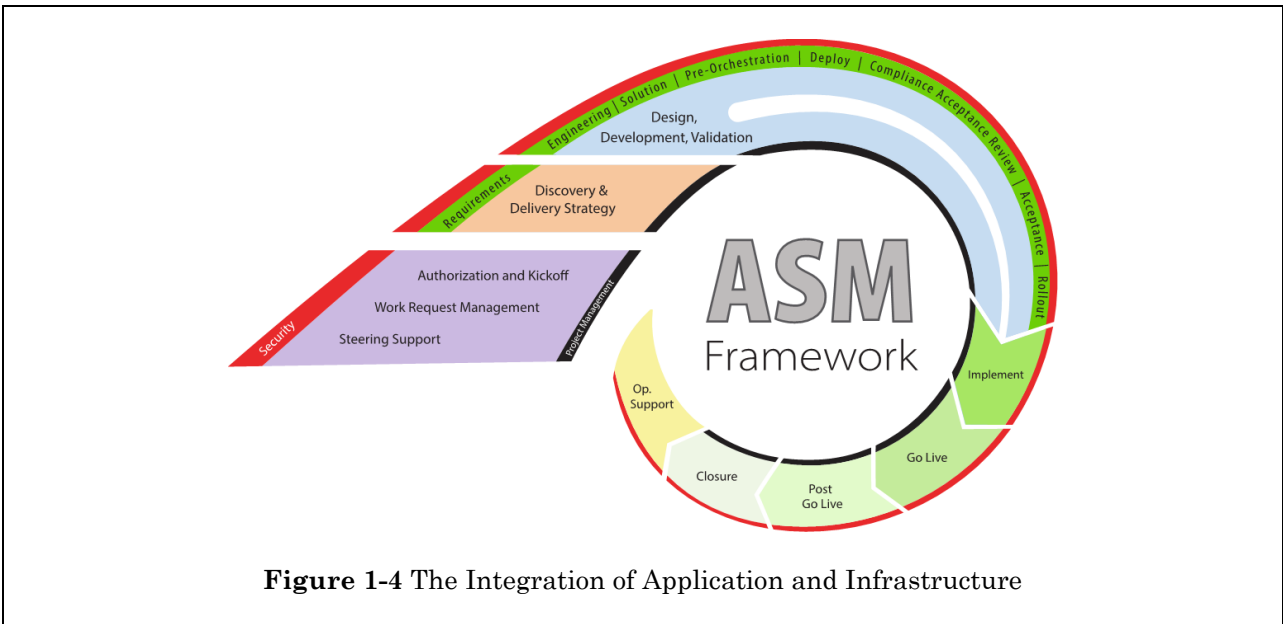 Requirements
Engineering | Solution | Pre-Orchestration | Deploy | Compliance Acceptance Review | Acceptance | Rollout
Design,
Development, Validation
Discovery &
Delivery Strategy
Authorization and Kickoff
Work Request Management
Steering Support
Security
Project Management
ASM
Framework
Implement
Go Live
Post
Go Live
Closure
Op.
Support
Figure 1-4 The Integration of Application and Infrastructure